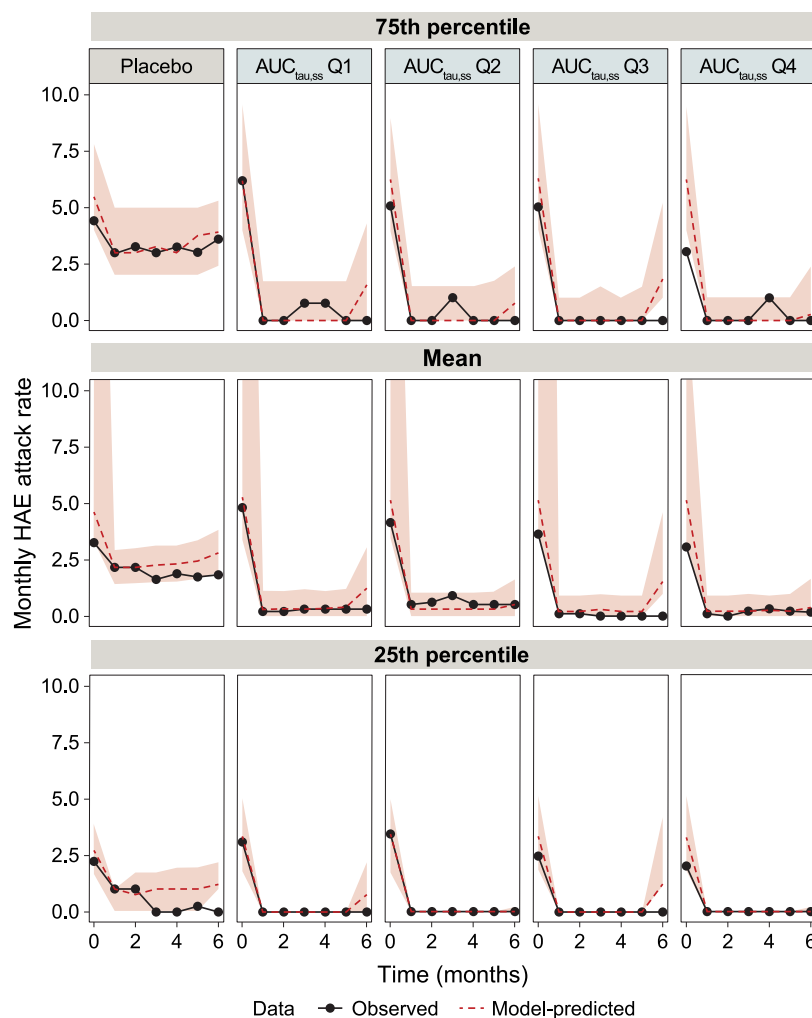 75th percentile
Placebo AUCtau,ss Q1 AUCtau,ss Q2 AUCtau,ss Q3 AUCtau,ss Q4
10.0
7.5
5.0
2.5
0.0
Mean
10.0
7.5
5.0
2.5
0.0
Monthly HAE attack rate
25th percentile
10.0
7.5
5.0
2.5
0.0
0 2 4 6 0 2 4 6 0 2 4 6 0 2 4 6 0 2 4 6
Time (months)
Data Observed Model-predicted